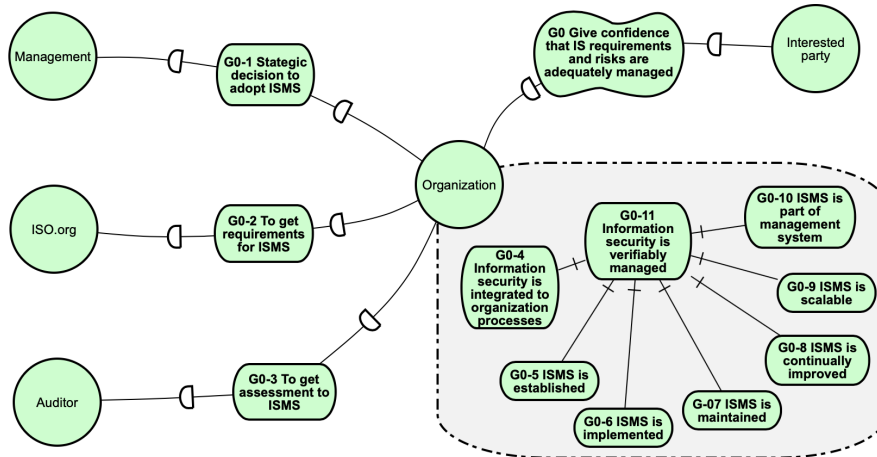 Management
G0-1 Stategic
decision to
adopt ISMS
G0 Give confidence
that IS requirements
and risks are
adequately managed
Interested
party
Organization
ISO.org
G0-2 To get
requirements
for ISMS
Auditor
G0-3 To get
assessment to
ISMS
G0-11
Information
security is
verifiably
managed
G0-10 ISMS is
part of
management
system
G0-4
Information
security is
integrated to
organization
processes
G0-9 ISMS is
scalable
G0-8 ISMS is
continually
improved
G0-5 ISMS is
established
G0-6 ISMS is
implemented
G-07 ISMS is
maintained